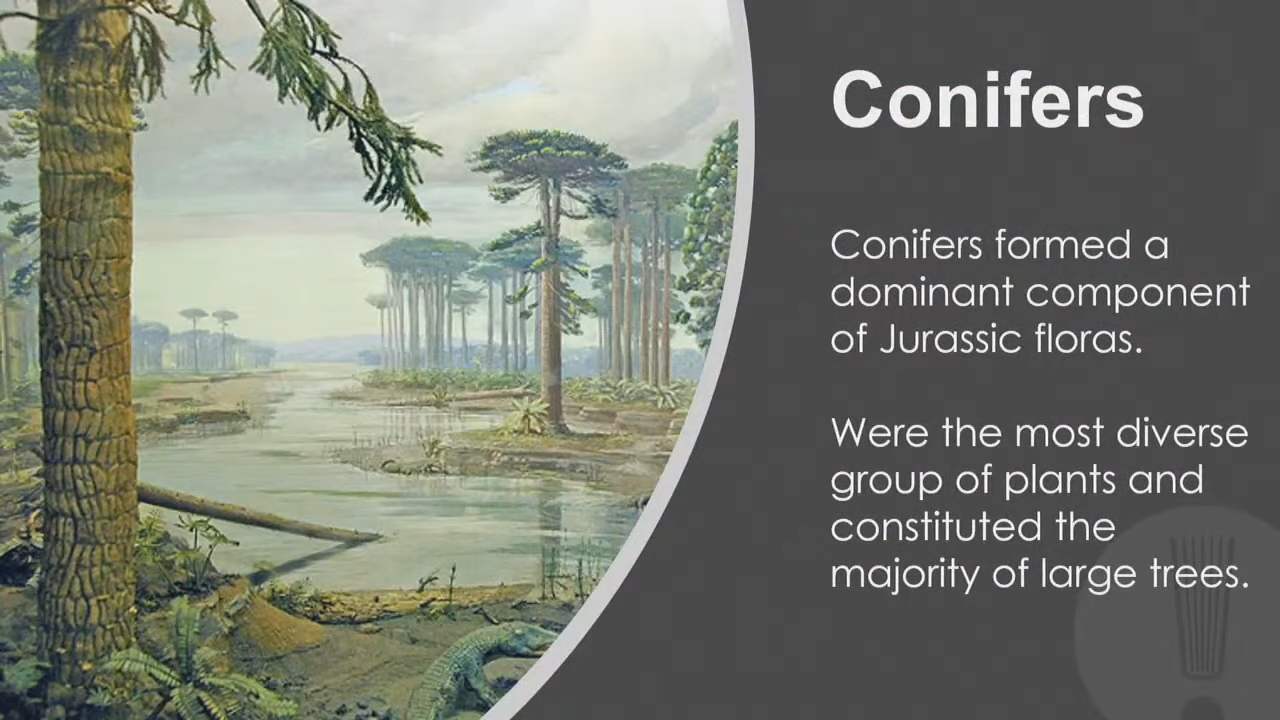 Conifers
Conifers formed a
dominant component
of Jurassic floras.
Were the most diverse
group of plants and
constituted the
majority of large trees.